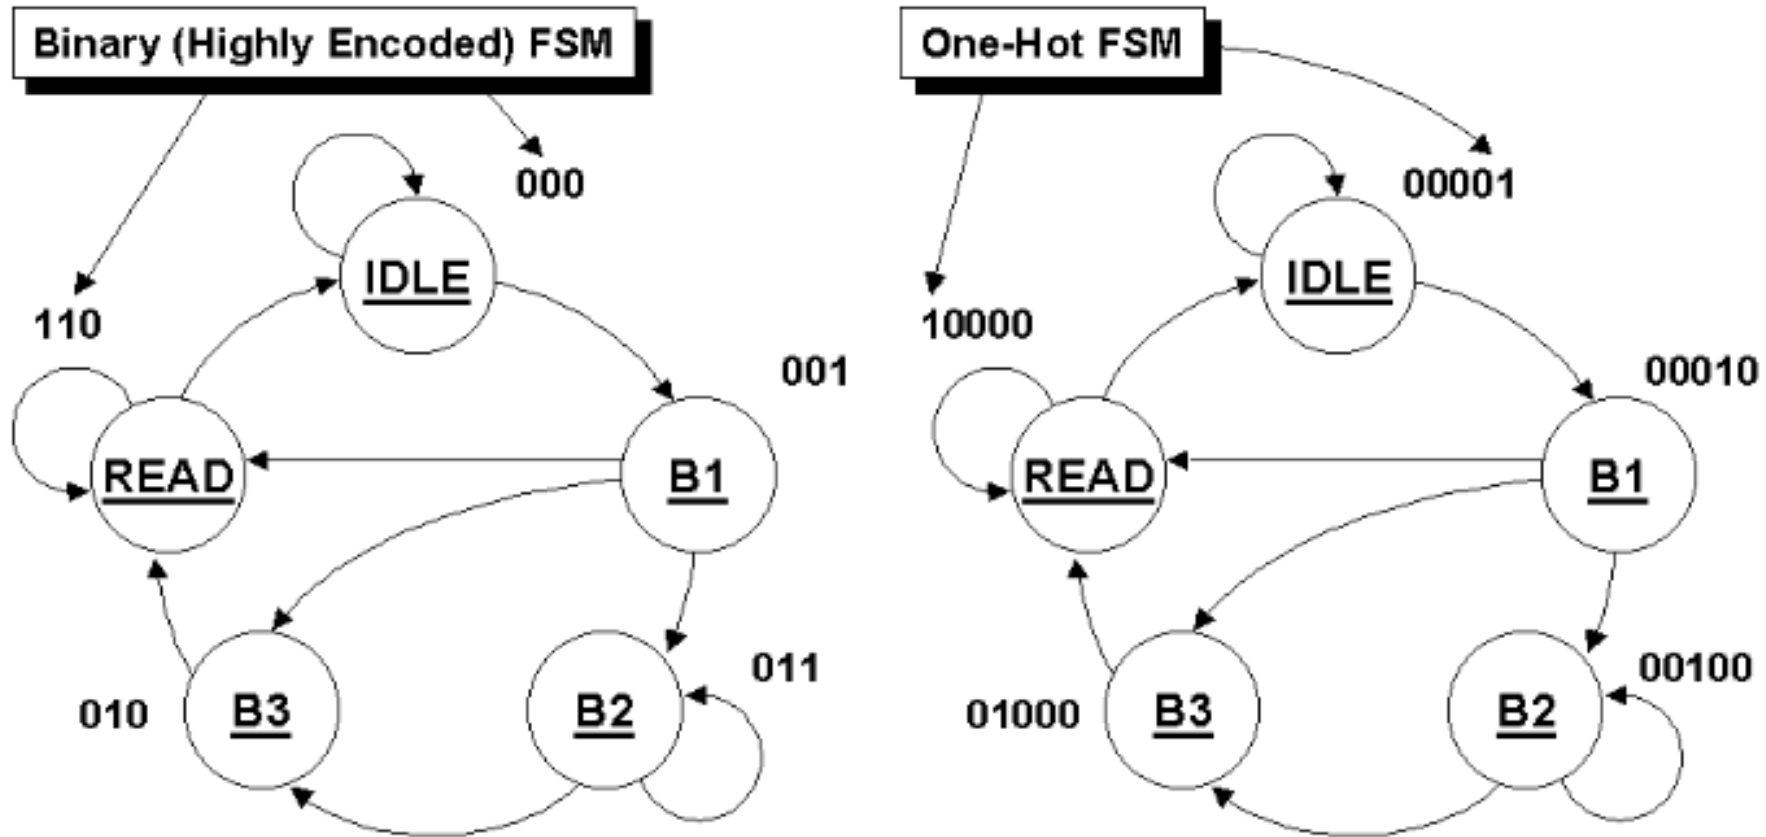 Binary (Highly Encoded) FSM
000
IDLE
110
001
READ
B1
011
010
B3
B2
One-Hot FSM
00001
IDLE
10000
00010
READ
B1
00100
01000
B3
B2